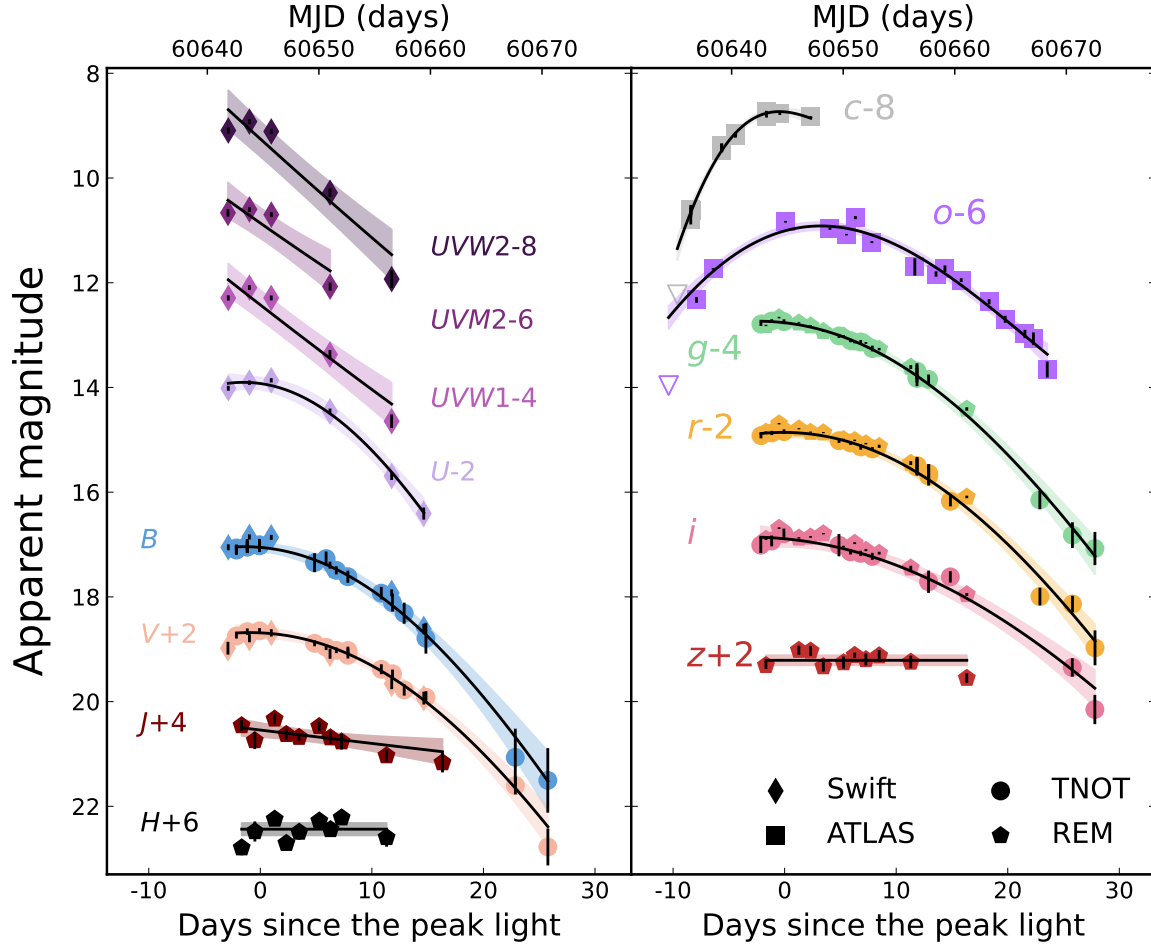 MJD (days)
MJD (days)
60640 60650 60660 60670
60640 60650 60660 60670
8
10
12
14
16
18
20
22
Apparent magnitude
UVW2-8
UVM2-6
UVW1-4
U-2
B
V+2
J+4
H+6
c-8
o-6
g-4
r-2
i
z+2
Swift
TNOT
ATLAS
REM
-10 0 10 20 30
-10 0 10 20 30
Days since the peak light
Days since the peak light